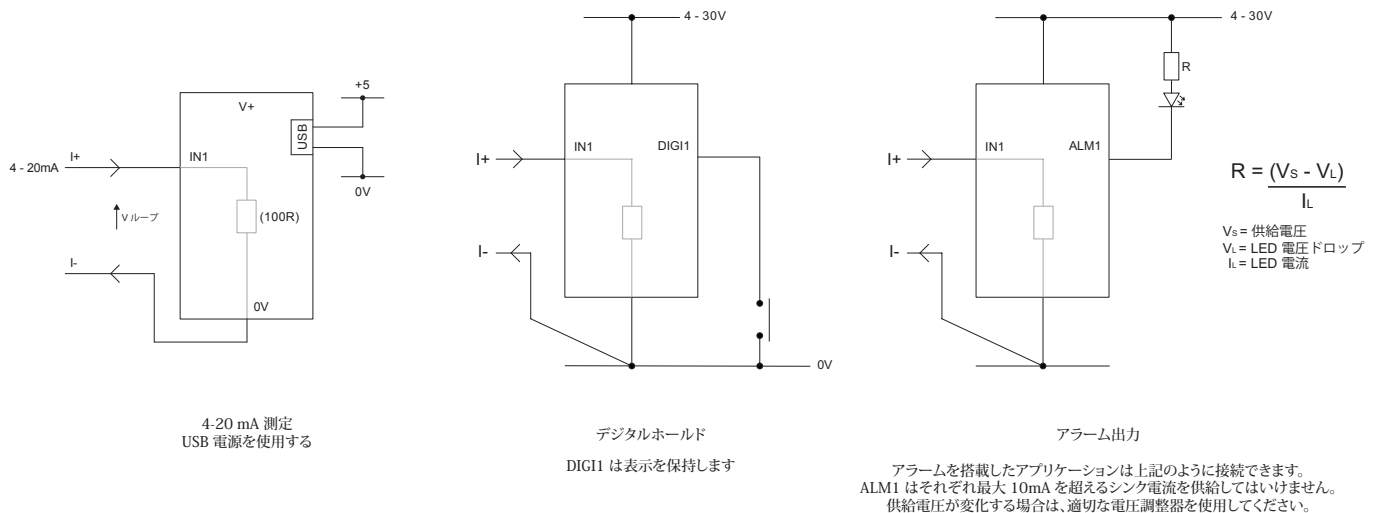 +5
V+
USB
I+
IN1
4 - 20mA
0V
V ループ
(100R)
I-
0V
4-20 mA 測定
USB 電源を使用する
4 - 30V
IN1
DIGI1
I+
I-
0V
デジタルホールド
DIGI1 は表示を保持します
4 - 30V
R
IN1
ALM1
I+
I-
R = (VS - VL)
IL
VS = 供給電圧
VL = LED 電圧ドロップ
IL = LED 電流
アラーム出力
アラームを搭載したアプリケーションは上記のように接続できます。
ALM1 はそれぞれ最大 10mA を超えるシンク電流を供給してはいけません。
供給電圧が変化する場合は、適切な電圧調整器を使用してください。